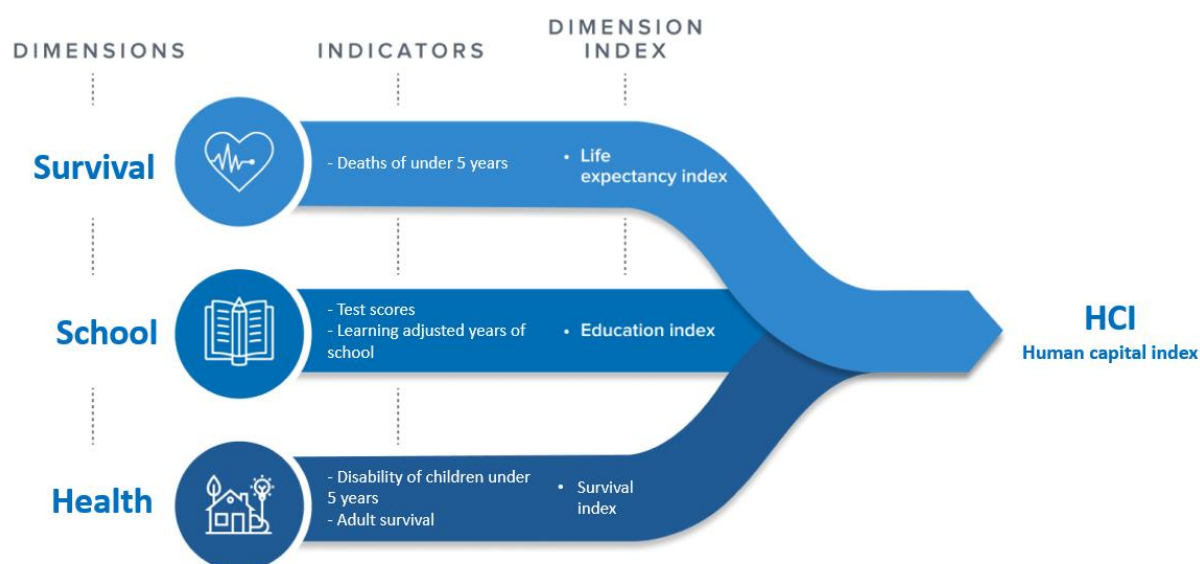 DIMENSIONS
INDICATORS
DIMENSION
INDEX
Survival
- Deaths of under 5 years
• Life
expectancy index
School
- Test scores
- Learning adjusted years of
school
• Education index
HCI
Human capital index
Health
- Disability of children under
5 years
- Adult survival
• Survival
index